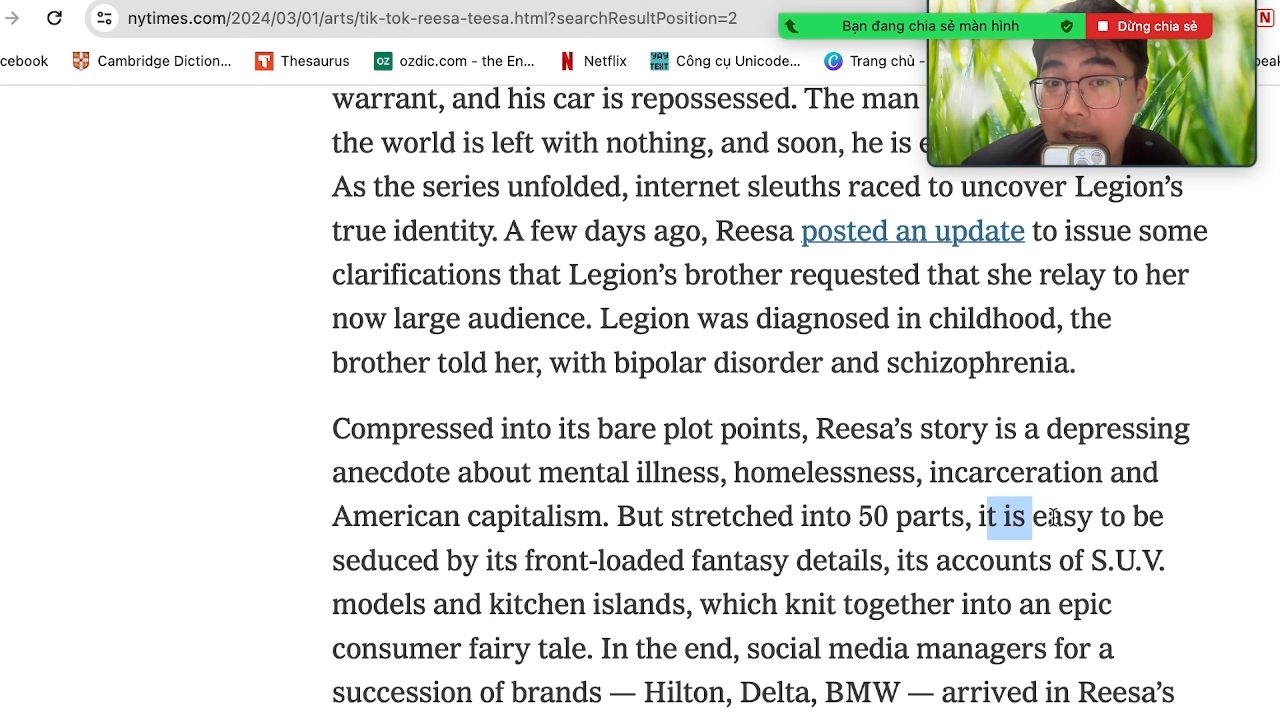 nytimes.com/2024/03/01/arts/tik-tok-reesa-teesa.html?searchResultPosition=2
Bạn đang chia sẻ màn hình
Dừng chia sẻ
N
cebook
Cambridge Diction...
T Thesaurus
OZ ozdic.com - the En...
N Netflix
YAY TEXT Công cụ Unicode...
C Trang chủ -
peak
warrant, and his car is repossessed. The man
the world is left with nothing, and soon, he is e
As the series unfolded, internet sleuths raced to uncover Legion’s
true identity. A few days ago, Reesa posted an update to issue some
clarifications that Legion’s brother requested that she relay to her
now large audience. Legion was diagnosed in childhood, the
brother told her, with bipolar disorder and schizophrenia.
Compressed into its bare plot points, Reesa’s story is a depressing
anecdote about mental illness, homelessness, incarceration and
American capitalism. But stretched into 50 parts, it is easy to be
seduced by its front-loaded fantasy details, its accounts of S.U.V.
models and kitchen islands, which knit together into an epic
consumer fairy tale. In the end, social media managers for a
succession of brands — Hilton, Delta, BMW — arrived in Reesa’s